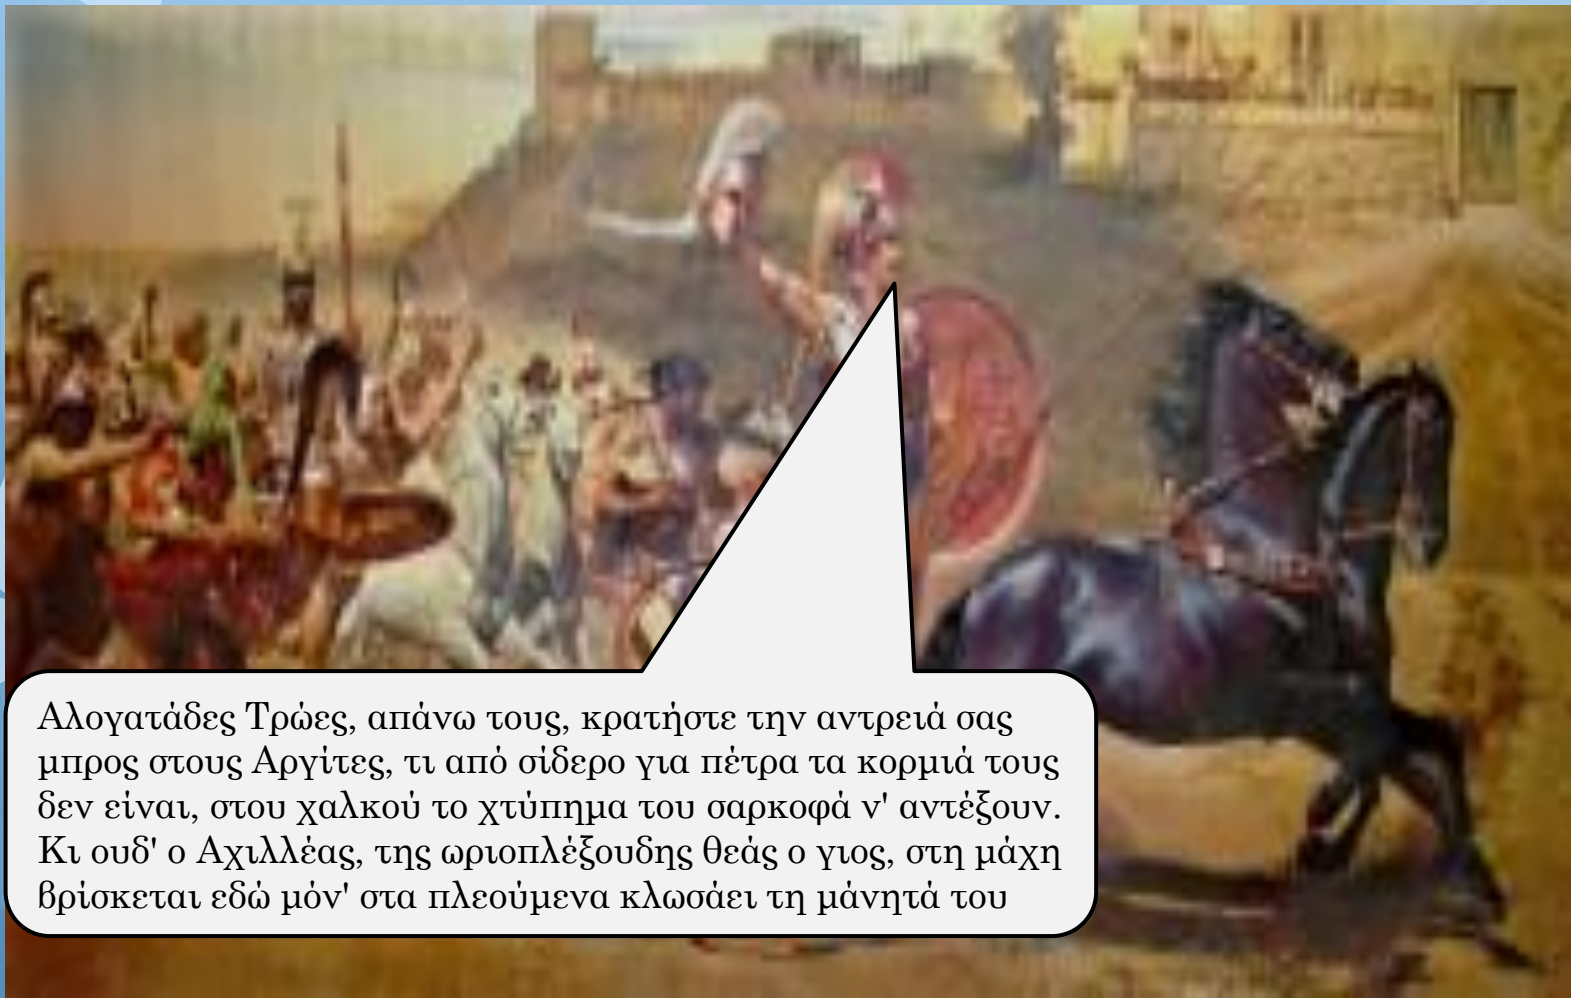 Αλογατάδες Τρώες, απάνω τους, κρατήστε την αντρειά σας
μπρος στους Αργίτες, τι από σίδερο για πέτρα τα κορμιά τους
δεν είναι, στου χαλκού το χτύπημα του σαρκοφά ν' αντέξουν.
Κι ουδ' ο Αχιλλέας, της ωριοπλέξουδης θεάς ο γιος, στη μάχη
βρίσκεται εδώ μόν' στα πλεούμενα κλωσάει τη μάνητά του